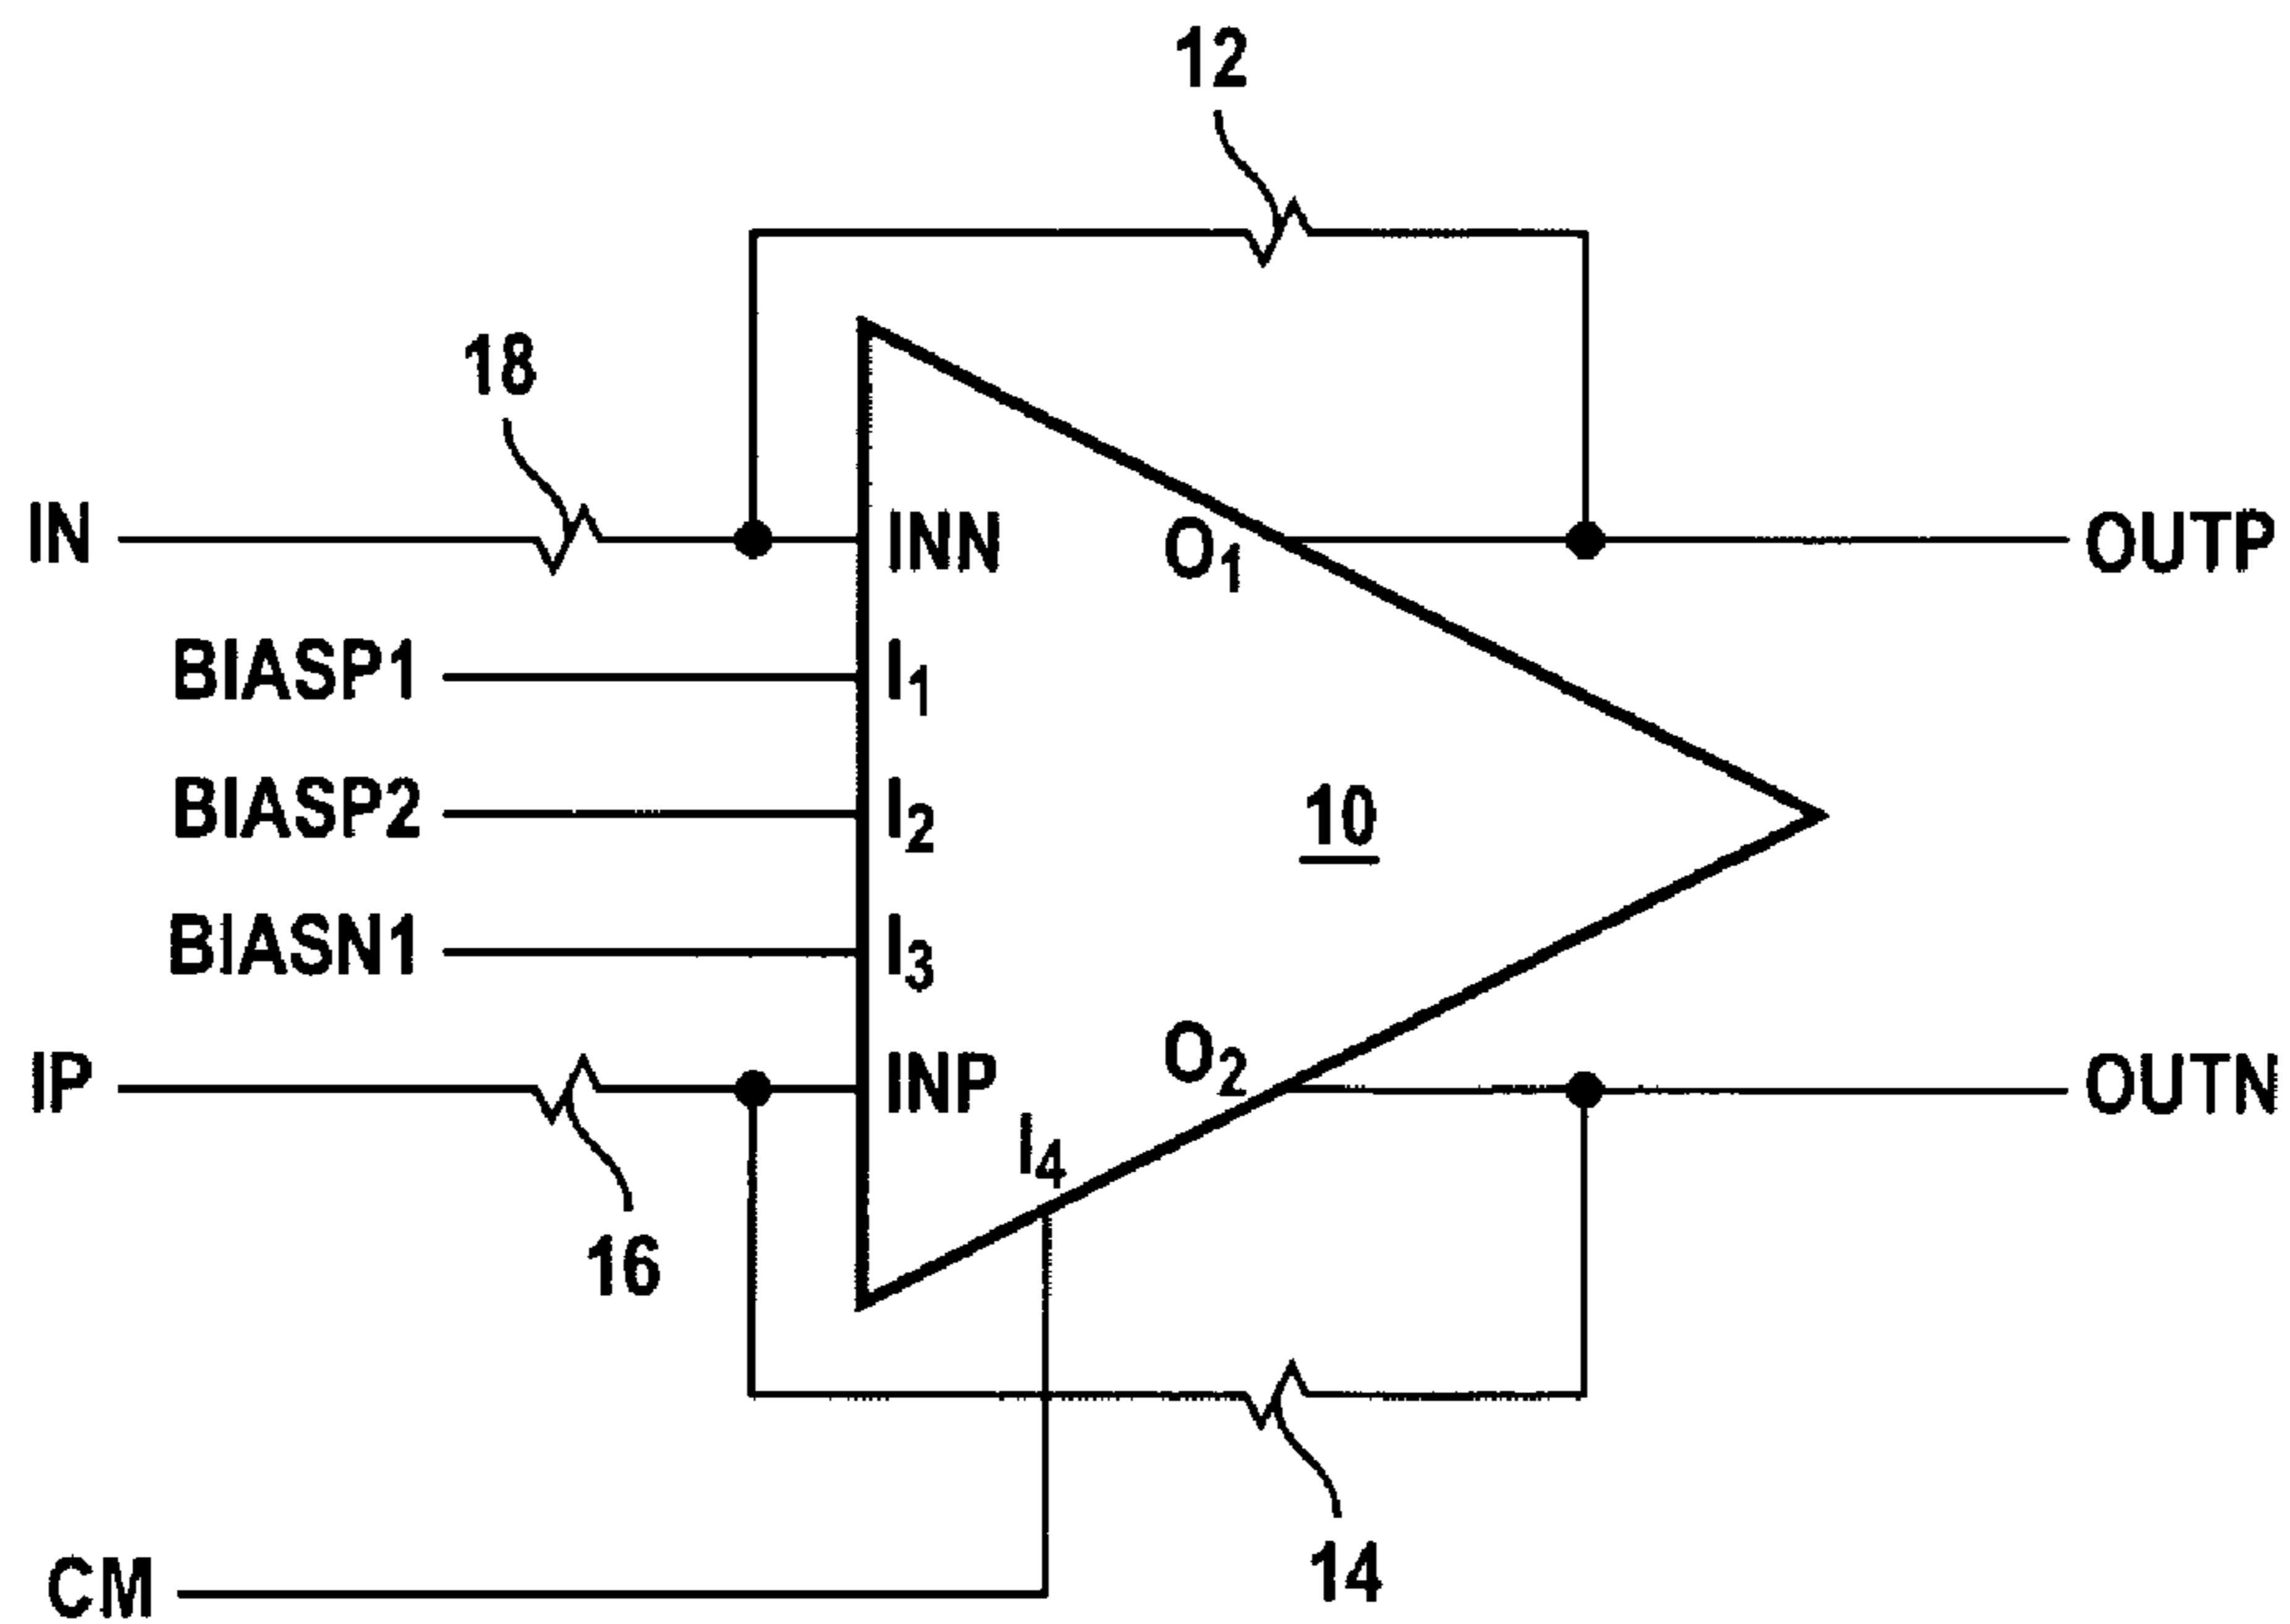 12
18
IN INN O1 OUTP
BIASP1 I1
BIASP2 I2 10
BIASN1 I3
IP INP O2 OUTN
I4
16
14
CM